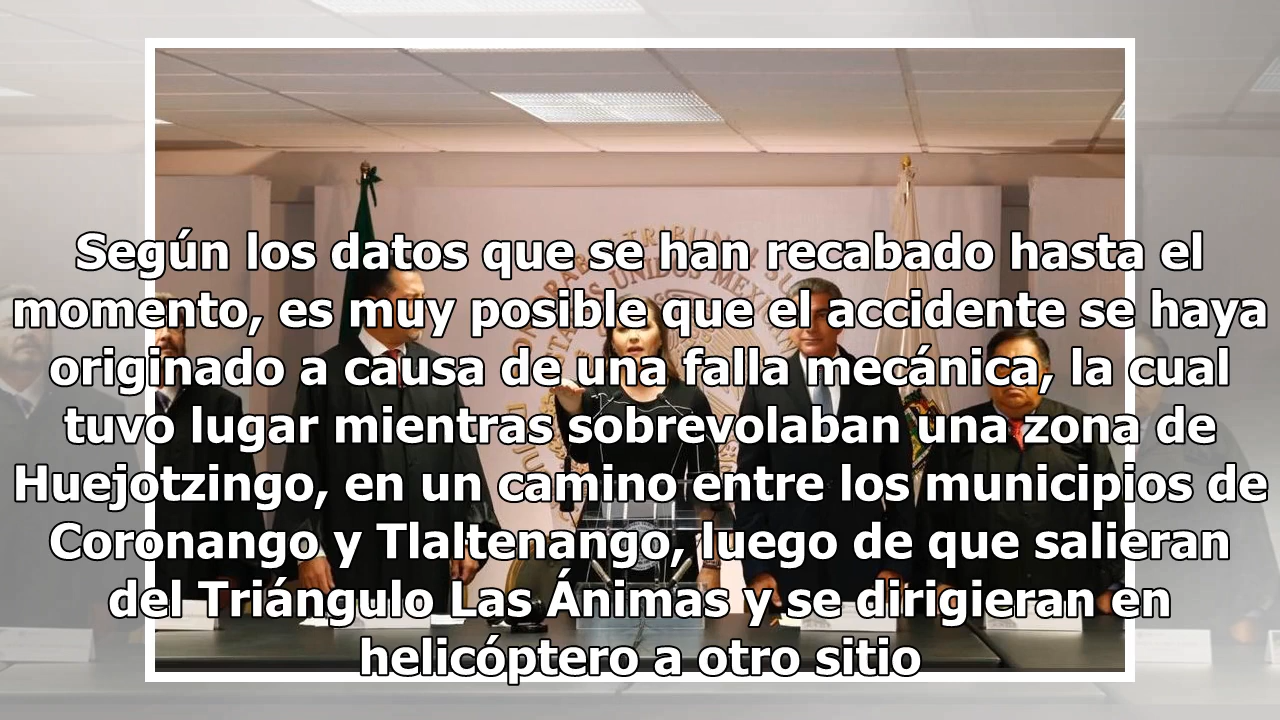 Según los datos que se han recabado hasta el
momento, es muy posible que el accidente se haya
originado a causa de una falla mecánica, la cual
tuvo lugar mientras sobrevolaban una zona de
Huejotzingo, en un camino entre los municipios de
Coronango y Tlaltenango, luego de que salieran
del Triángulo Las Ánimas y se dirigieran en
helicóptero a otro sitio